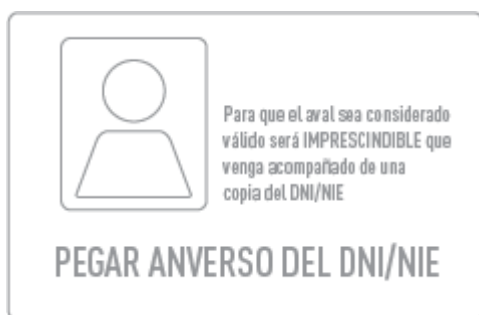 Para que el aval sea considerado
válido será IMPRESCINDIBLE que
venga acompañado de una
copia del DNI/NIE
PEGAR ANVERSO DEL DNI/NIE